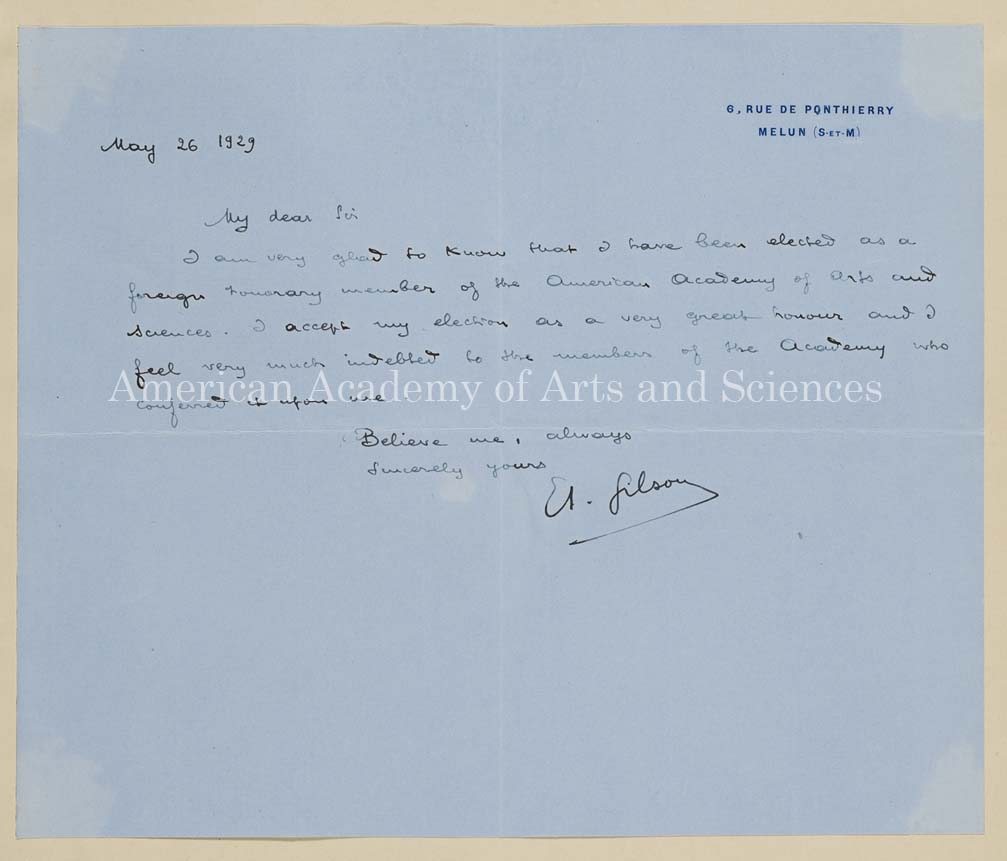 6, RUE DE PONTHIERRY
MELUN (S-ET-M)
May 26 1929
My dear Sir
I am very glad to Know that I have been elected as a
foreign honorary member of the American Academy of Arts and
sciences. I accept my election as a very great honour and I
feel very much indebted to the members of the Academy who
American Academy of Arts and Sciences
conferred it upon me
Believe me, always
Sincerely yours
Et. Gilson